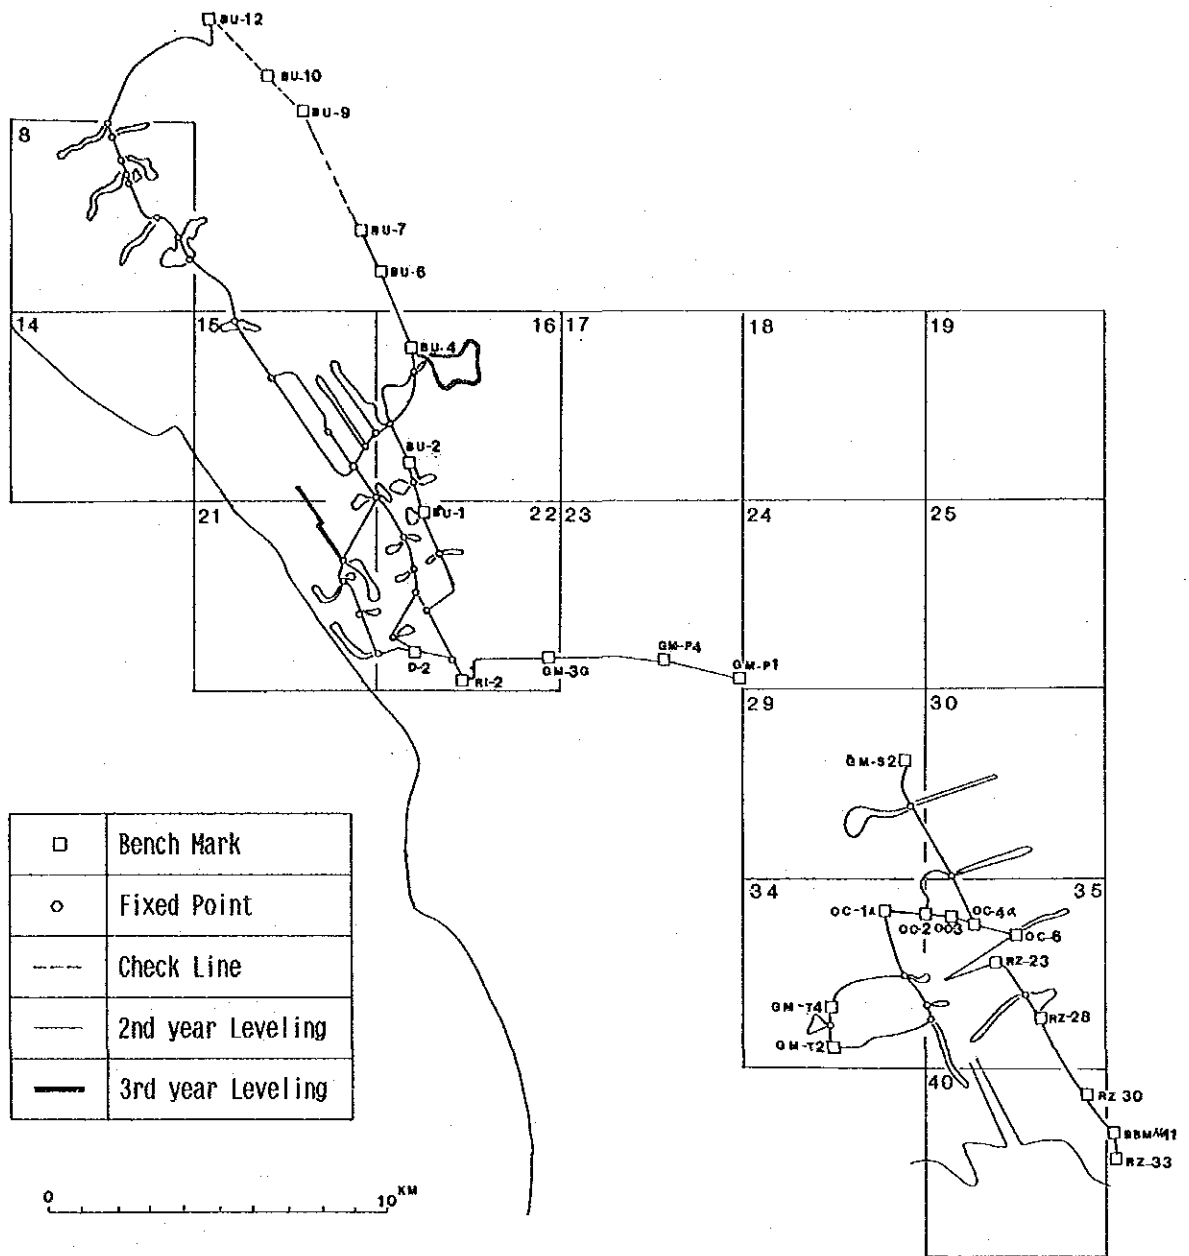 BU-12
BU-10
BU-9
8
BU-7
BU-6
14
15
16
17
18
19
BU-4
BU-2
21
BU-1
22
23
24
25
D-2
RI-2
GM-3G
GM-P4
GM-P1
29
30
GM-S2
34
35
OC-1A
OC-2
OC-4a
OC-6
RZ-23
GM-T4
RZ-28
GM-T2
40
RZ 30
RZ-33
Bench Mark
Fixed Point
Check Line
2nd year Leveling
3rd year Leveling
0
10 KM